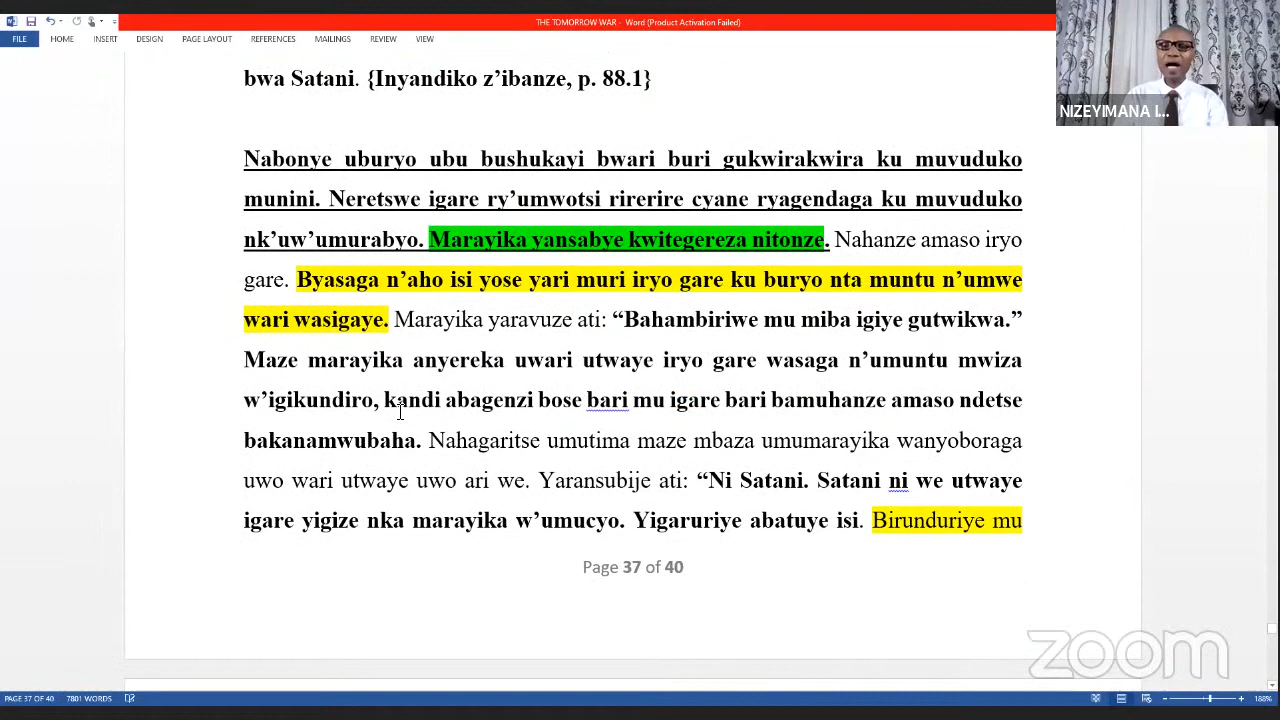 THE TOMORROW WAR - Word (Product Activation Failed)
FILE HOME INSERT DESIGN PAGE LAYOUT REFERENCES MAILINGS REVIEW VIEW
bwa Satani. {Inyandiko z’ibanze, p. 88.1}
NIZEYIMANA I...
Nabonye uburyo ubu bushukayi bwari buri gukwirakwira ku muvuduko
munini. Neretswe igare ry’umwotsi rirerire cyane ryagendaga ku muvuduko
nk’uw’umurabyo. Marayika yansabye kwitegereza nitonze. Nahanze amaso iryo
gare. Byasaga n’aho isi yose yari muri iryo gare ku buryo nta muntu n’umwe
wari wasigaye. Marayika yaravuze ati: “Bahambiriwe mu miba igiye gutwikwa.”
Maze marayika anyereka uwari utwaye iryo gare wasaga n’umuntu mwiza
w’igikundiro, kandi abagenzi bose bari mu igare bari bamuhanze amaso ndetse
bakanamwubaha. Nahagaritse umutima maze mbaza umumarayika wanyoboraga
uwo wari utwaye uwo ari we. Yaransubije ati: “Ni Satani. Satani ni we utwaye
igare yigize nka marayika w’umucyo. Yigaruriye abatuye isi. Birunduriye mu
Page 37 of 40
zoom
PAGE 37 OF 40 7801 WORDS
188%